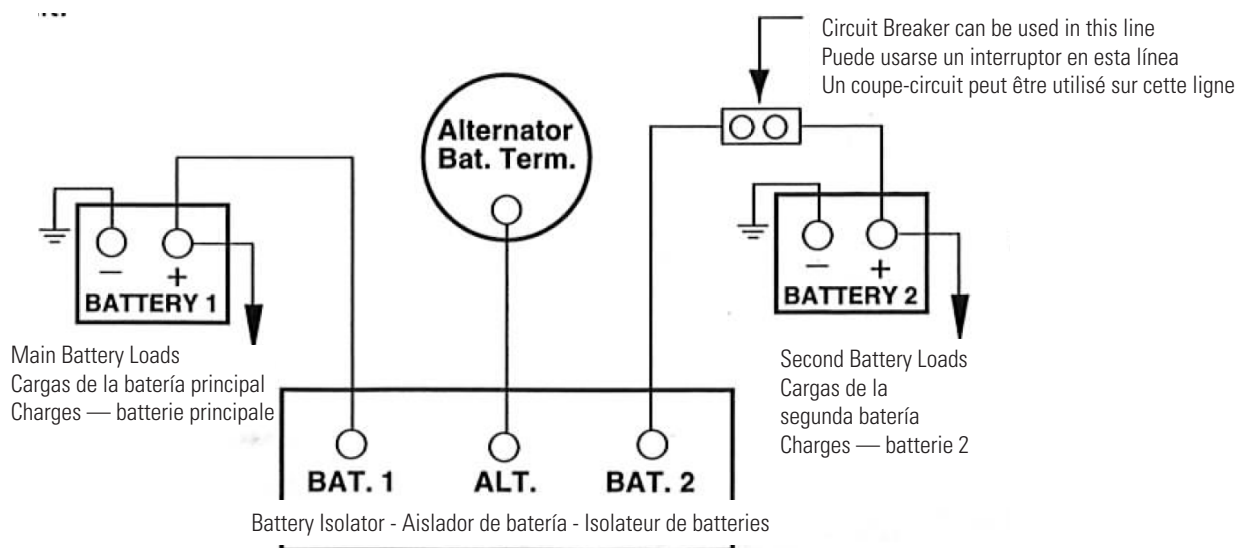 Circuit Breaker can be used in this line
Puede usarse un interruptor en esta línea
Un coupe-circuit peut être utilisé sur cette ligne
Alternator
Bat. Term.
– +
BATTERY 1
– +
BATTERY 2
Main Battery Loads
Cargas de la batería principal
Charges — batterie principale
Second Battery Loads
Cargas de la
segunda batería
Charges — batterie 2
BAT. 1 ALT. BAT. 2
Battery Isolator - Aislador de batería - Isolateur de batteries